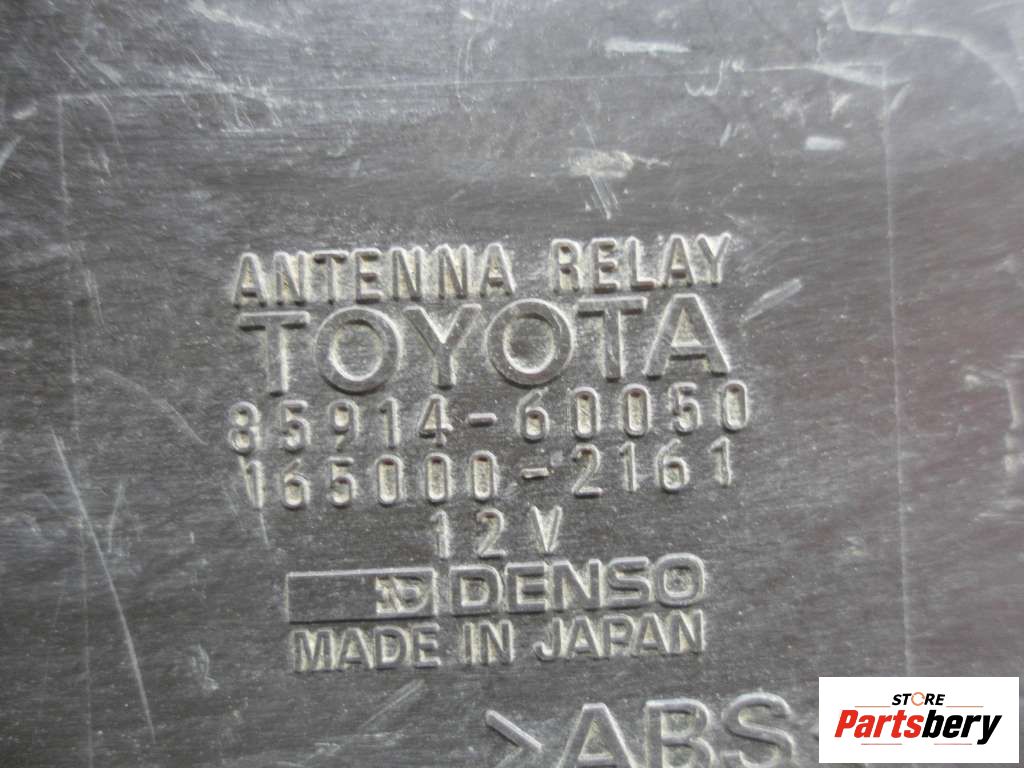 ANTENNA RELAY
TOYOTA
85914-60050
165000-2161
12V
DENSO
MADE IN JAPAN
>ABS
STORE
Partsbery